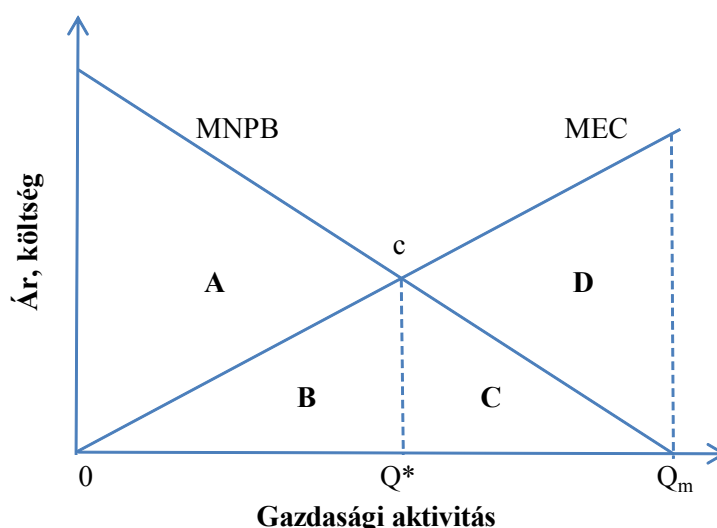 MNPB
MEC
Ár, költség
c
A
D
B
C
0
Q*
Qm
Gazdasági aktivitás